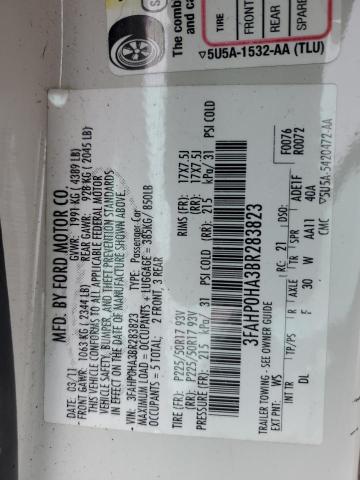 The combined
and cargo
5U5A-1532-AA (TLU)
REAR
SPARE
MFD. BY FORD MOTOR CO.
DATE: 03/11 GVWR: 1991 KG ( 4389 LB)
FRONT GAWR: 1063 KG ( 2344 LB) REAR GAWR: 928 KG ( 2045 LB)
THIS VEHICLE CONFORMS TO ALL APPLICABLE FEDERAL MOTOR
VEHICLE SAFETY, BUMPER, AND THEFT PREVENTION STANDARDS
IN EFFECT ON THE DATE OF MANUFACTURE SHOWN ABOVE.
VIN: 3FAHP0HA3BR283823
TYPE: Passenger Car
MAXIMUM LOAD = OCCUPANTS + LUGGAGE = 385KG/ 850LB
OCCUPANTS = 5 TOTAL: 2 FRONT, 3 REAR
TIRE (FR): P225/50R17 93V RIMS (FR): 17X7.5J
TIRE (RR): P225/50R17 93V (RR): 17X7.5J
PRESSURE (FR): 215 kPa/ 31 PSI COLD (RR): 215 kPa/ 31 PSI COLD
3FAHP0HA3BR283823
F0076
R0072
TRAILER TOWING - SEE OWNER GUIDE
EXT PNT: WS RC: 21 DSO:
INT TR TP/PS R AXLE TR SPR ADE1F
DL F 30 W AA11 40A
CMC 5U5A-5420472-AA